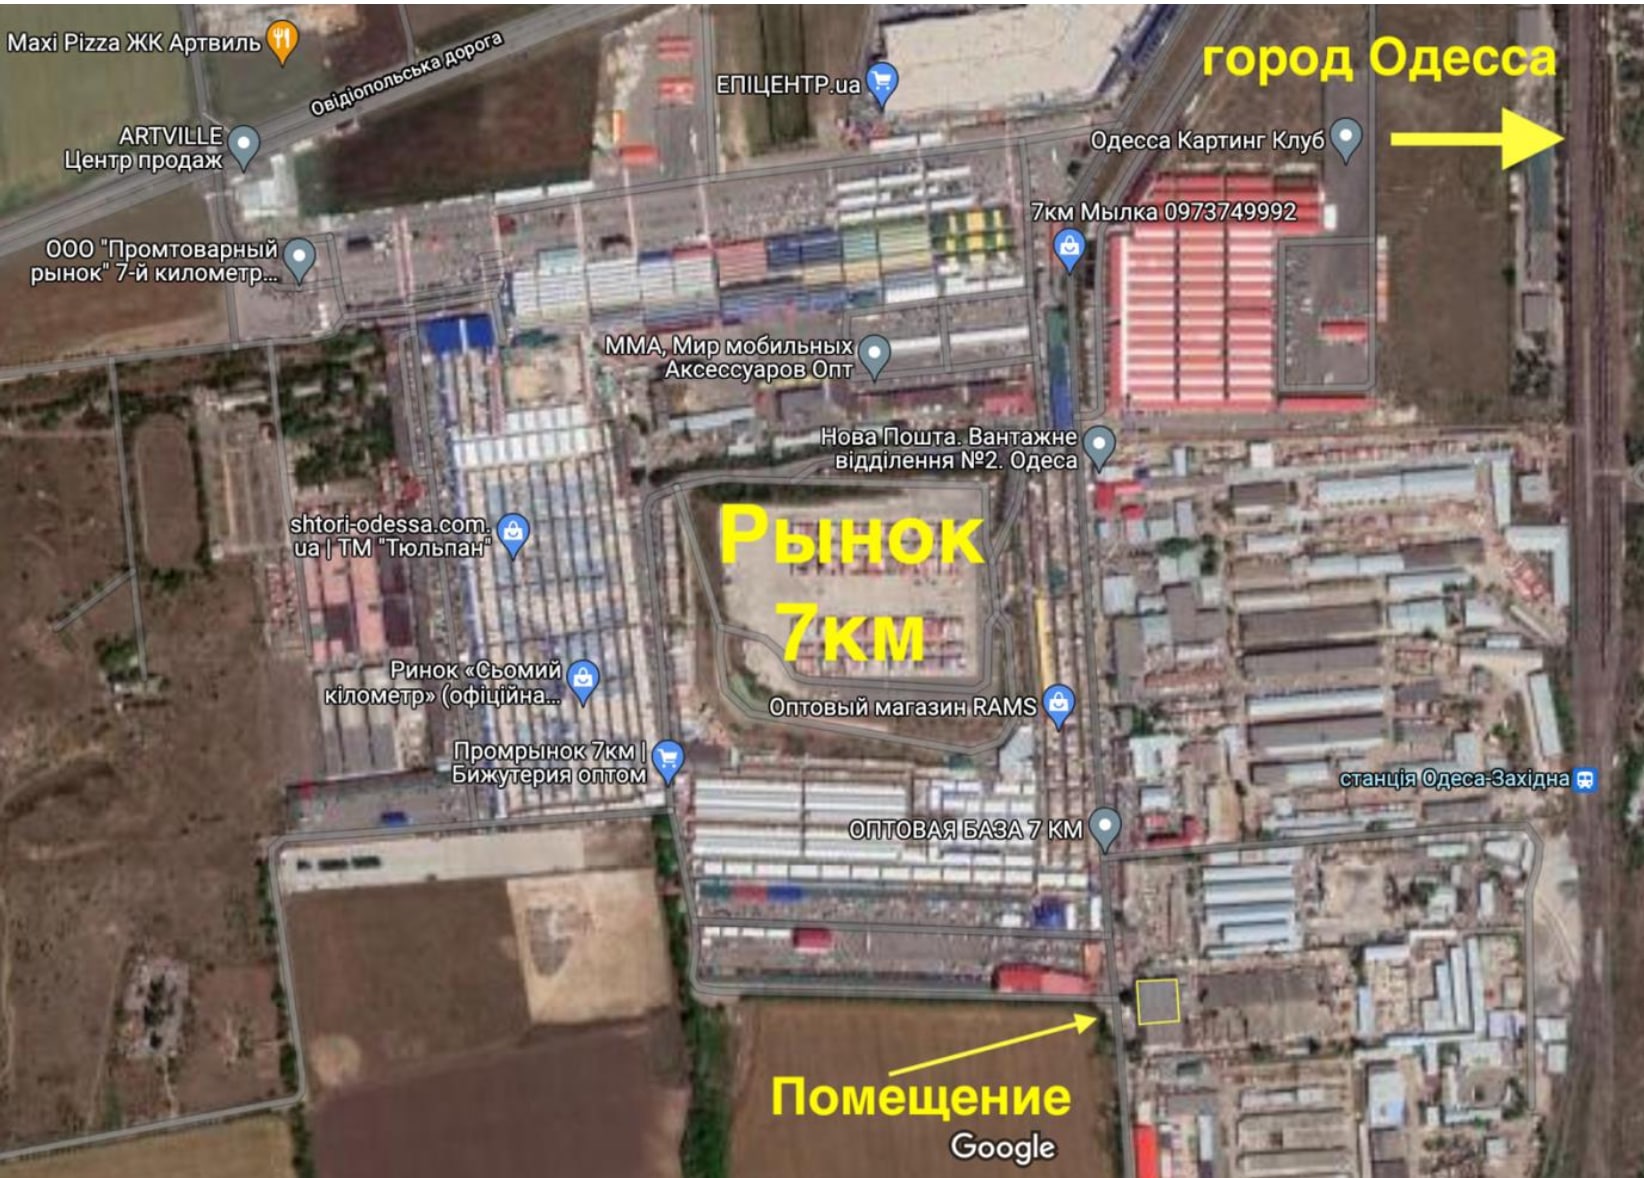 Maxi Pizza ЖК Артвиль
Овідіопольська дорога
ЕПІЦЕНТР.ua
город Одесса
ARTVILLE
Центр продаж
Одесса Картинг Клуб
7км Мылка 0973749992
ООО "Промтоварный
рынок" 7-й километр...
ММА, Мир мобильных
Аксессуаров Опт
Нова Пошта. Вантажне
відділення №2. Одеса
shtori-odessa.com.
ua | ТМ "Тюльпан"
Рынок
7км
Ринок «Сьомий
кілометр» (офіційна...
Оптовый магазин RAMS
Промрынок 7км |
Бижутерия оптом
станція Одеса-Західна
ОПТОВАЯ БАЗА 7 КМ
Помещение
Google